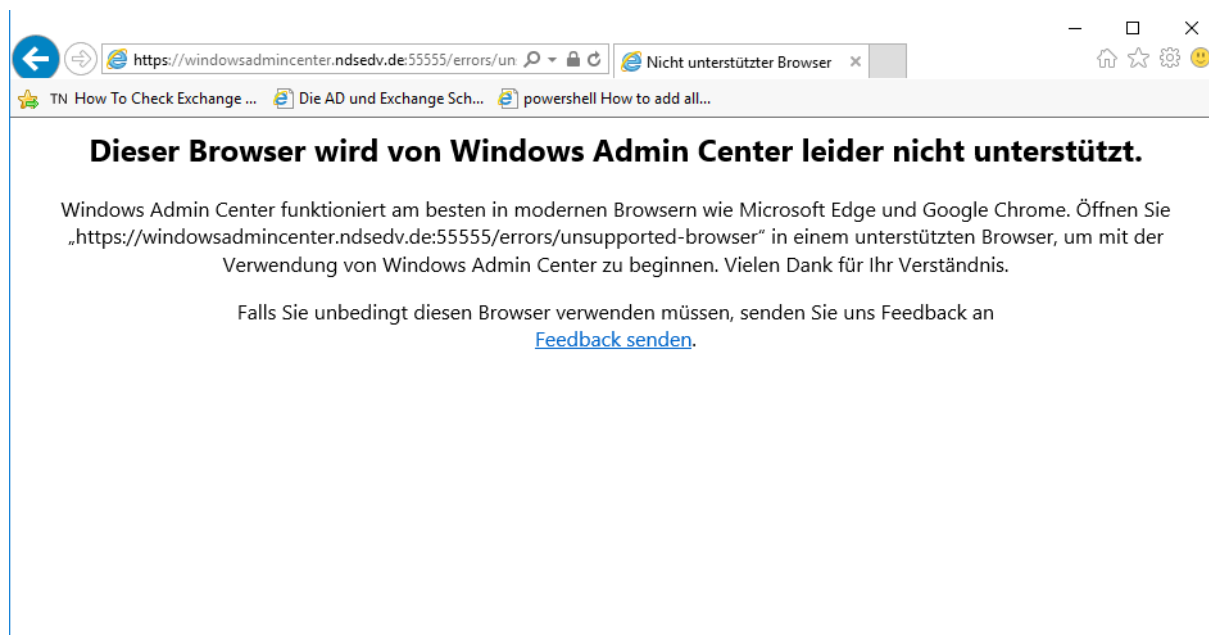 https://windowsadmincenter.ndsedv.de:55555/errors/un
Nicht unterstützter Browser
TN How To Check Exchange ...
Die AD und Exchange Sch...
powershell How to add all...
Dieser Browser wird von Windows Admin Center leider nicht unterstützt.
Windows Admin Center funktioniert am besten in modernen Browsern wie Microsoft Edge und Google Chrome. Öffnen Sie
„https://windowsadmincenter.ndsedv.de:55555/errors/unsupported-browser“ in einem unterstützten Browser, um mit der
Verwendung von Windows Admin Center zu beginnen. Vielen Dank für Ihr Verständnis.
Falls Sie unbedingt diesen Browser verwenden müssen, senden Sie uns Feedback an
Feedback senden.